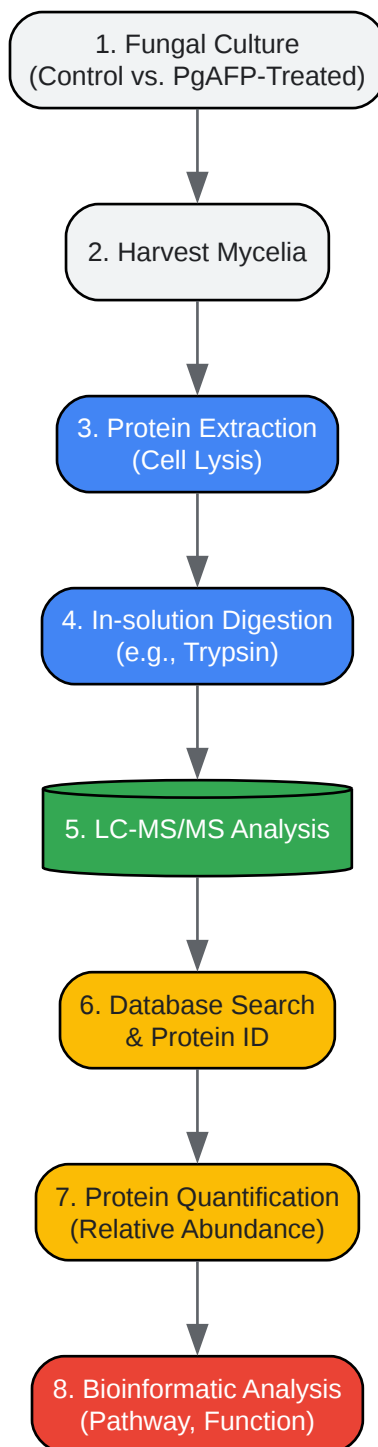 1. Fungal Culture
(Control vs. PgAFP-Treated)
2. Harvest Mycelia
3. Protein Extraction
(Cell Lysis)
4. In-solution Digestion
(e.g., Trypsin)
5. LC-MS/MS Analysis
6. Database Search
& Protein ID
7. Protein Quantification
(Relative Abundance)
8. Bioinformatic Analysis
(Pathway, Function)